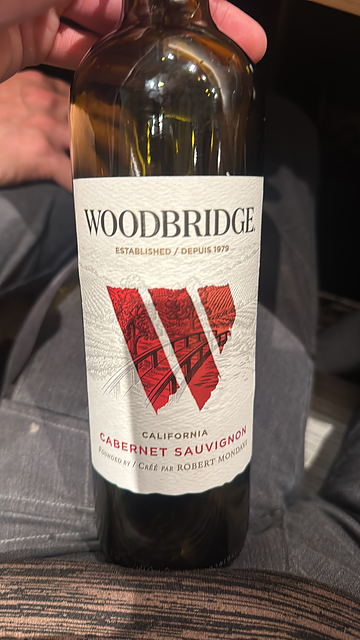 WOODBRIDGE
ESTABLISHED / DEPUIS 1979
W
CALIFORNIA
CABERNET SAUVIGNON
FOUNDED BY / CRÉÉ PAR ROBERT MONDAVI